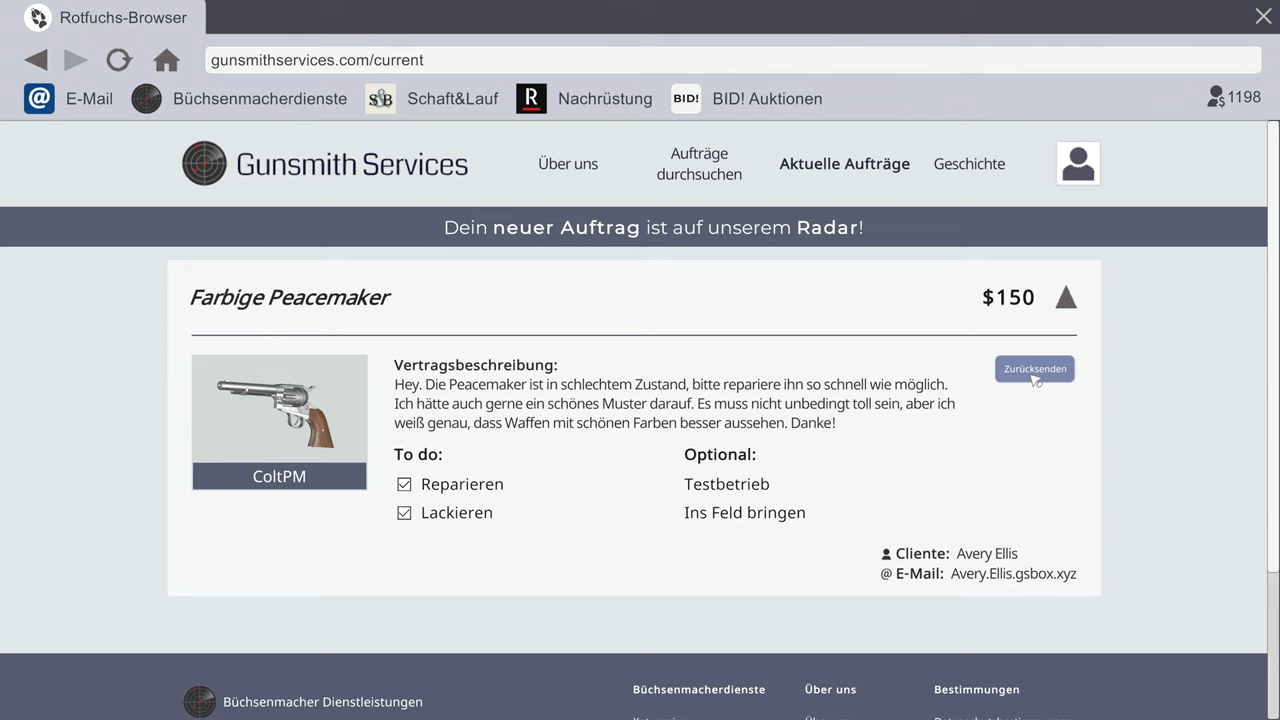 Rotfuchs-Browser
gunsmithservices.com/current
@ E-Mail Büchsenmacherdienste S&B Schaft&Lauf R Nachrüstung BID! BID! Auktionen 1198
Gunsmith Services Über uns Aufträge durchsuchen Aktuelle Aufträge Geschichte
Dein neuer Auftrag ist auf unserem Radar!
Farbige Peacemaker $150
Vertragsbeschreibung: Zurücksenden
Hey. Die Peacemaker ist in schlechtem Zustand, bitte repariere ihn so schnell wie möglich.
Ich hätte auch gerne ein schönes Muster darauf. Es muss nicht unbedingt toll sein, aber ich
weiß genau, dass Waffen mit schönen Farben besser aussehen. Danke!
ColtPM
To do: Optional:
Reparieren Testbetrieb
Lackieren Ins Feld bringen
Cliente: Avery Ellis
@ E-Mail: Avery.Ellis.gsbox.xyz
Büchsenmacher Dienstleistungen Büchsenmacherdienste Über uns Bestimmungen